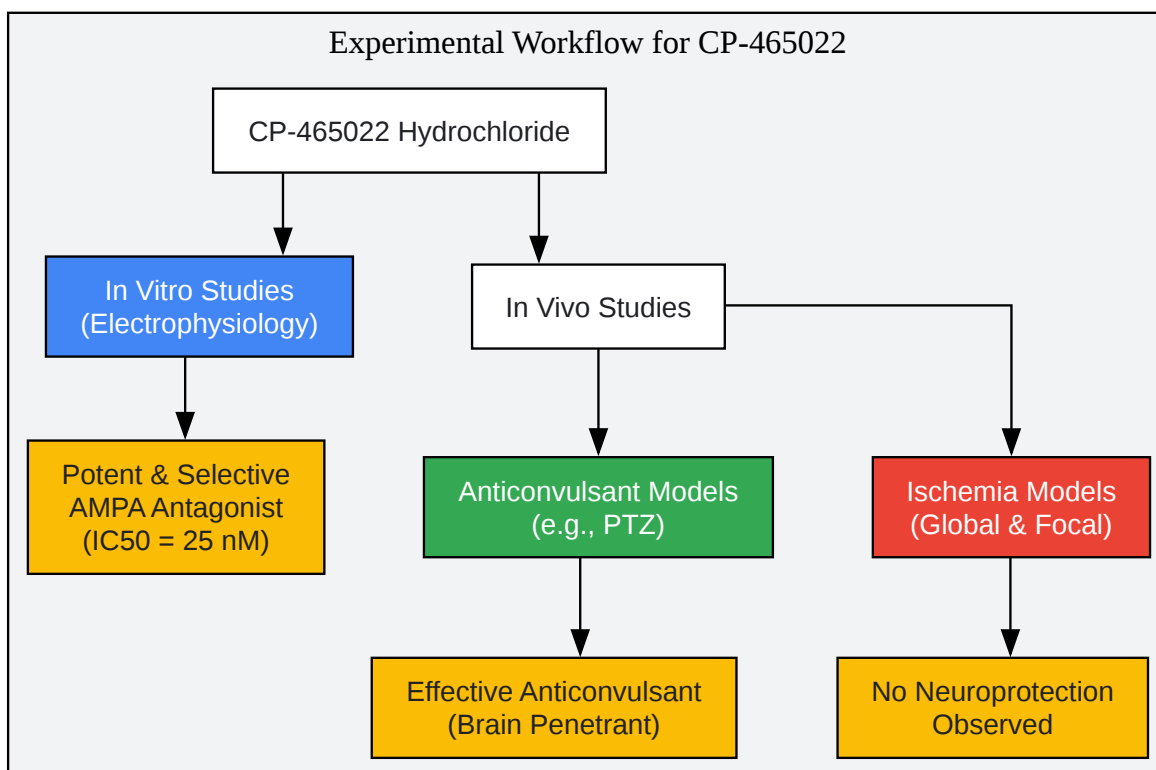 Experimental Workflow for CP-465022
CP-465022 Hydrochloride
In Vitro Studies
(Electrophysiology)
In Vivo Studies
Potent & Selective
AMPA Antagonist
(IC50 = 25 nM)
Anticonvulsant Models
(e.g., PTZ)
Ischemia Models
(Global & Focal)
Effective Anticonvulsant
(Brain Penetrant)
No Neuroprotection
Observed